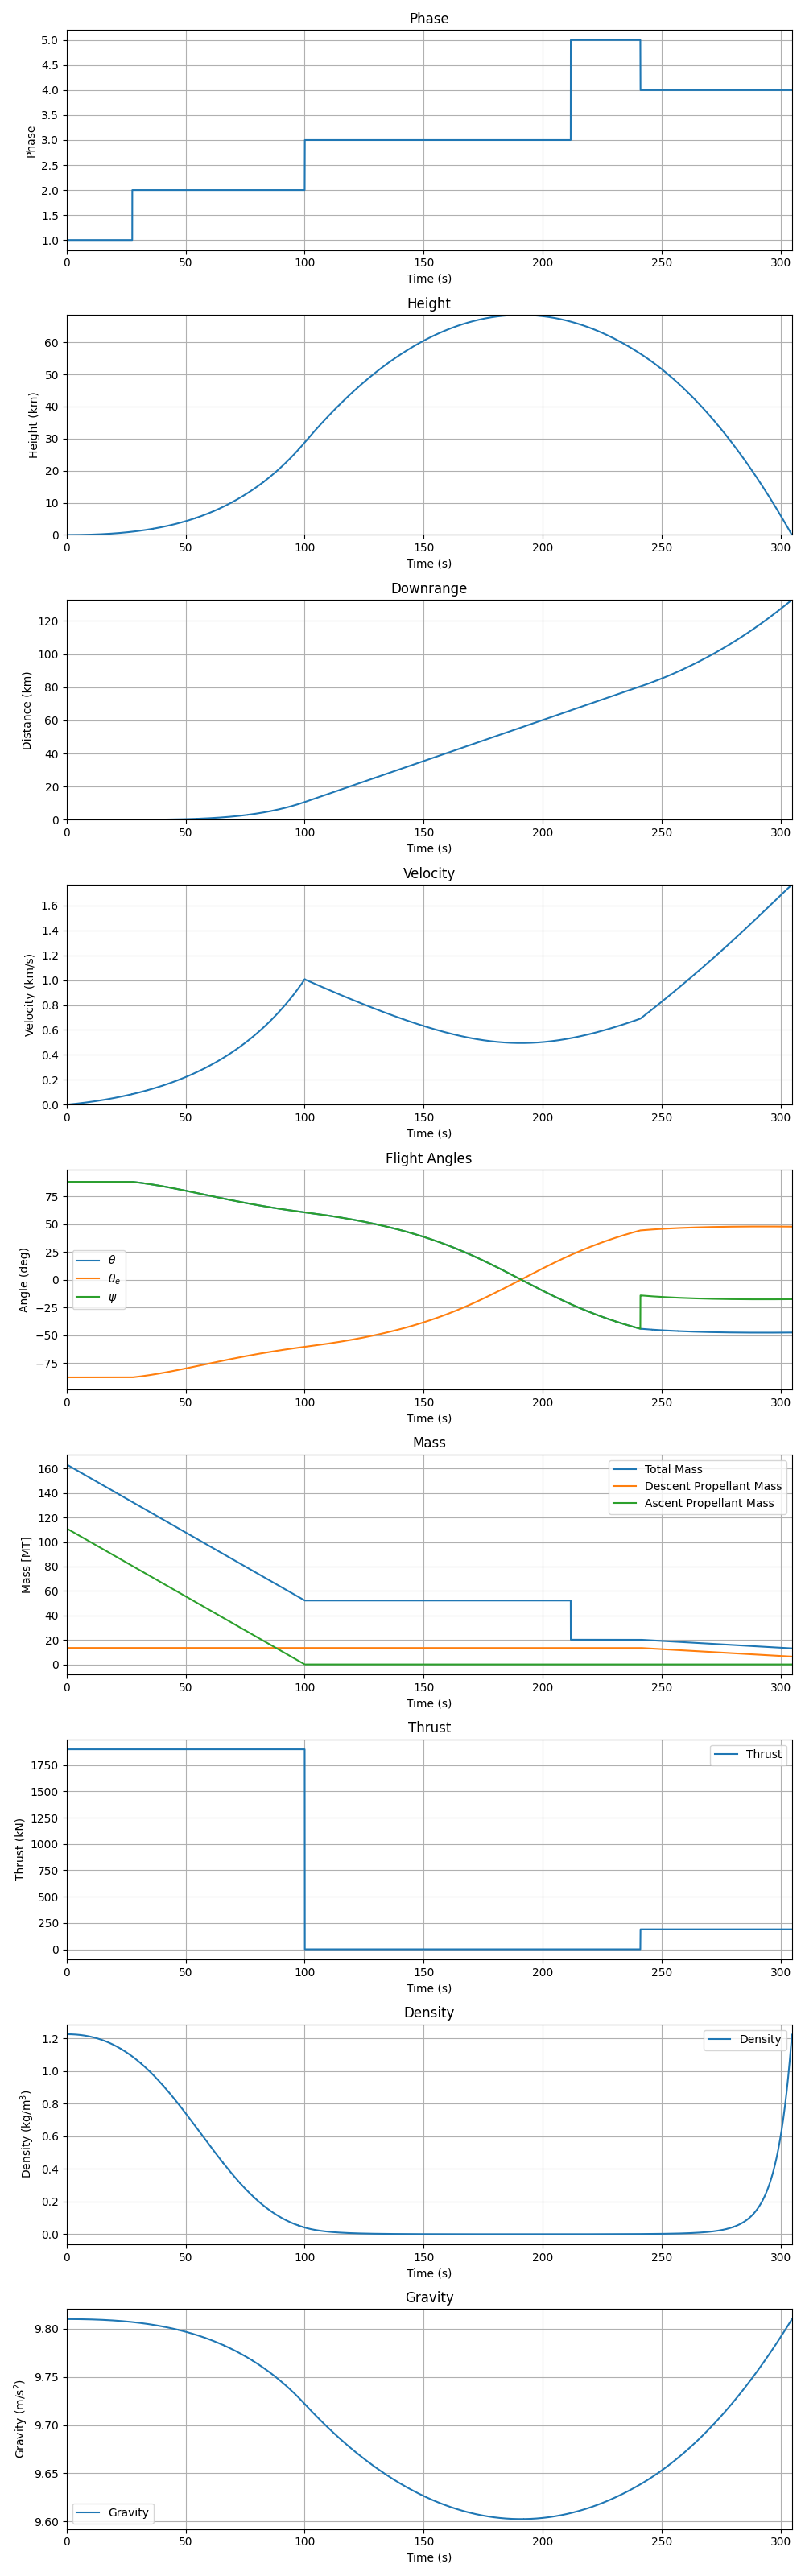 Phase
5.0
4.5
4.0
3.5
3.0
2.5
2.0
1.5
1.0
Phase
0 50 100 150 200 250 300
Time (s)
Height
60
50
40
30
20
10
0
Height (km)
0 50 100 150 200 250 300
Time (s)
Downrange
120
100
80
60
40
20
0
Distance (km)
0 50 100 150 200 250 300
Time (s)
Velocity
1.6
1.4
1.2
1.0
0.8
0.6
0.4
0.2
0.0
Velocity (km/s)
0 50 100 150 200 250 300
Time (s)
Flight Angles
75
50
25
0
−25
−50
−75
Angle (deg)
θ
θe
ψ
0 50 100 150 200 250 300
Time (s)
Mass
160
140
120
100
80
60
40
20
0
Mass [MT]
Total Mass
Descent Propellant Mass
Ascent Propellant Mass
0 50 100 150 200 250 300
Time (s)
Thrust
1750
1500
1250
1000
750
500
250
0
Thrust (kN)
Thrust
0 50 100 150 200 250 300
Time (s)
Density
1.2
1.0
0.8
0.6
0.4
0.2
0.0
Density (kg/m³)
Density
0 50 100 150 200 250 300
Time (s)
Gravity
9.80
9.75
9.70
9.65
9.60
Gravity (m/s²)
Gravity
0 50 100 150 200 250 300
Time (s)